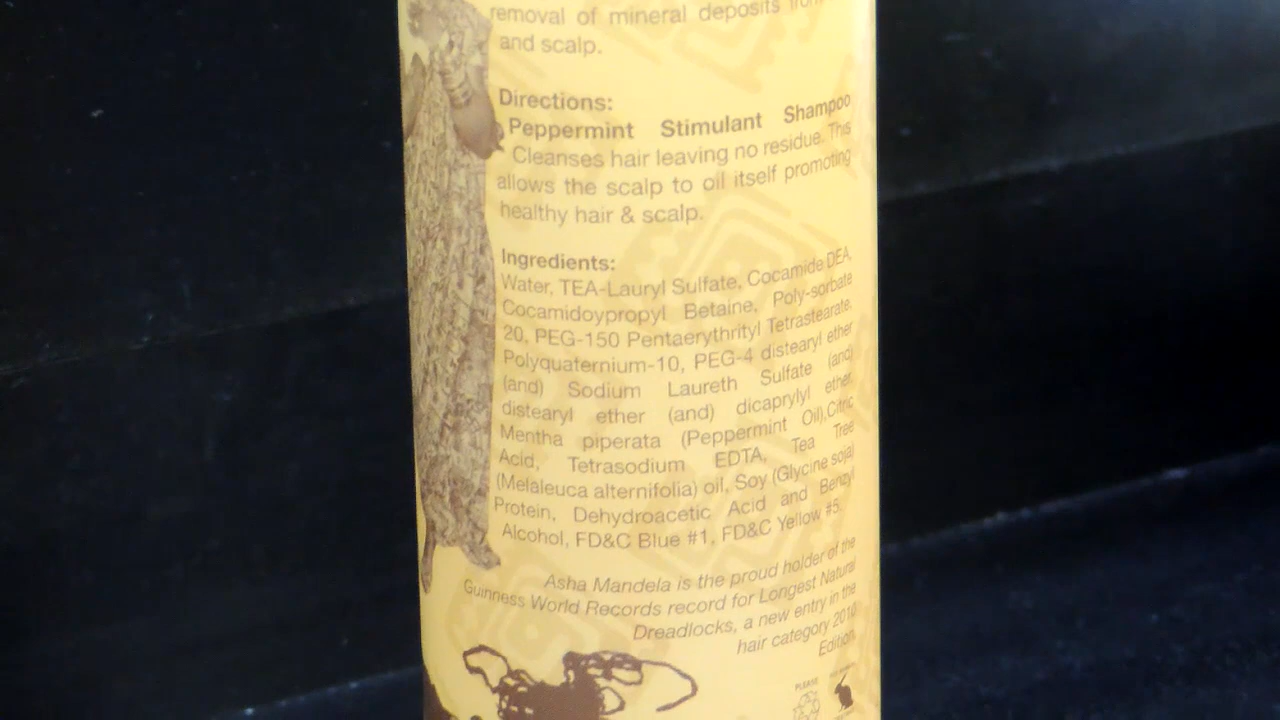 removal of mineral deposits from
and scalp.
Directions:
Peppermint Stimulant Shampoo
Cleanses hair leaving no residue. This
allows the scalp to oil itself promoting
healthy hair & scalp.
Ingredients:
Water, TEA-Lauryl Sulfate, Cocamide DEA,
Cocamidoypropyl Betaine, Poly-sorbate
20, PEG-150 Pentaerythrityl Tetrastearate,
Polyquaternium-10, PEG-4 distearyl ether
(and) Sodium Laureth Sulfate (and)
distearyl ether (and) dicaprylyl ether,
Mentha piperata (Peppermint Oil),Citric
Acid, Tetrasodium EDTA, Tea Tree
(Melaleuca alternifolia) oil, Soy (Glycine soja)
Protein, Dehydroacetic Acid and Benzyl
Alcohol, FD&C Blue #1, FD&C Yellow #5.
Asha Mandela is the proud holder of the
Guinness World Records record for Longest Natural
Dreadlocks, a new entry in the
hair category 2010
Edition.
PLEASE